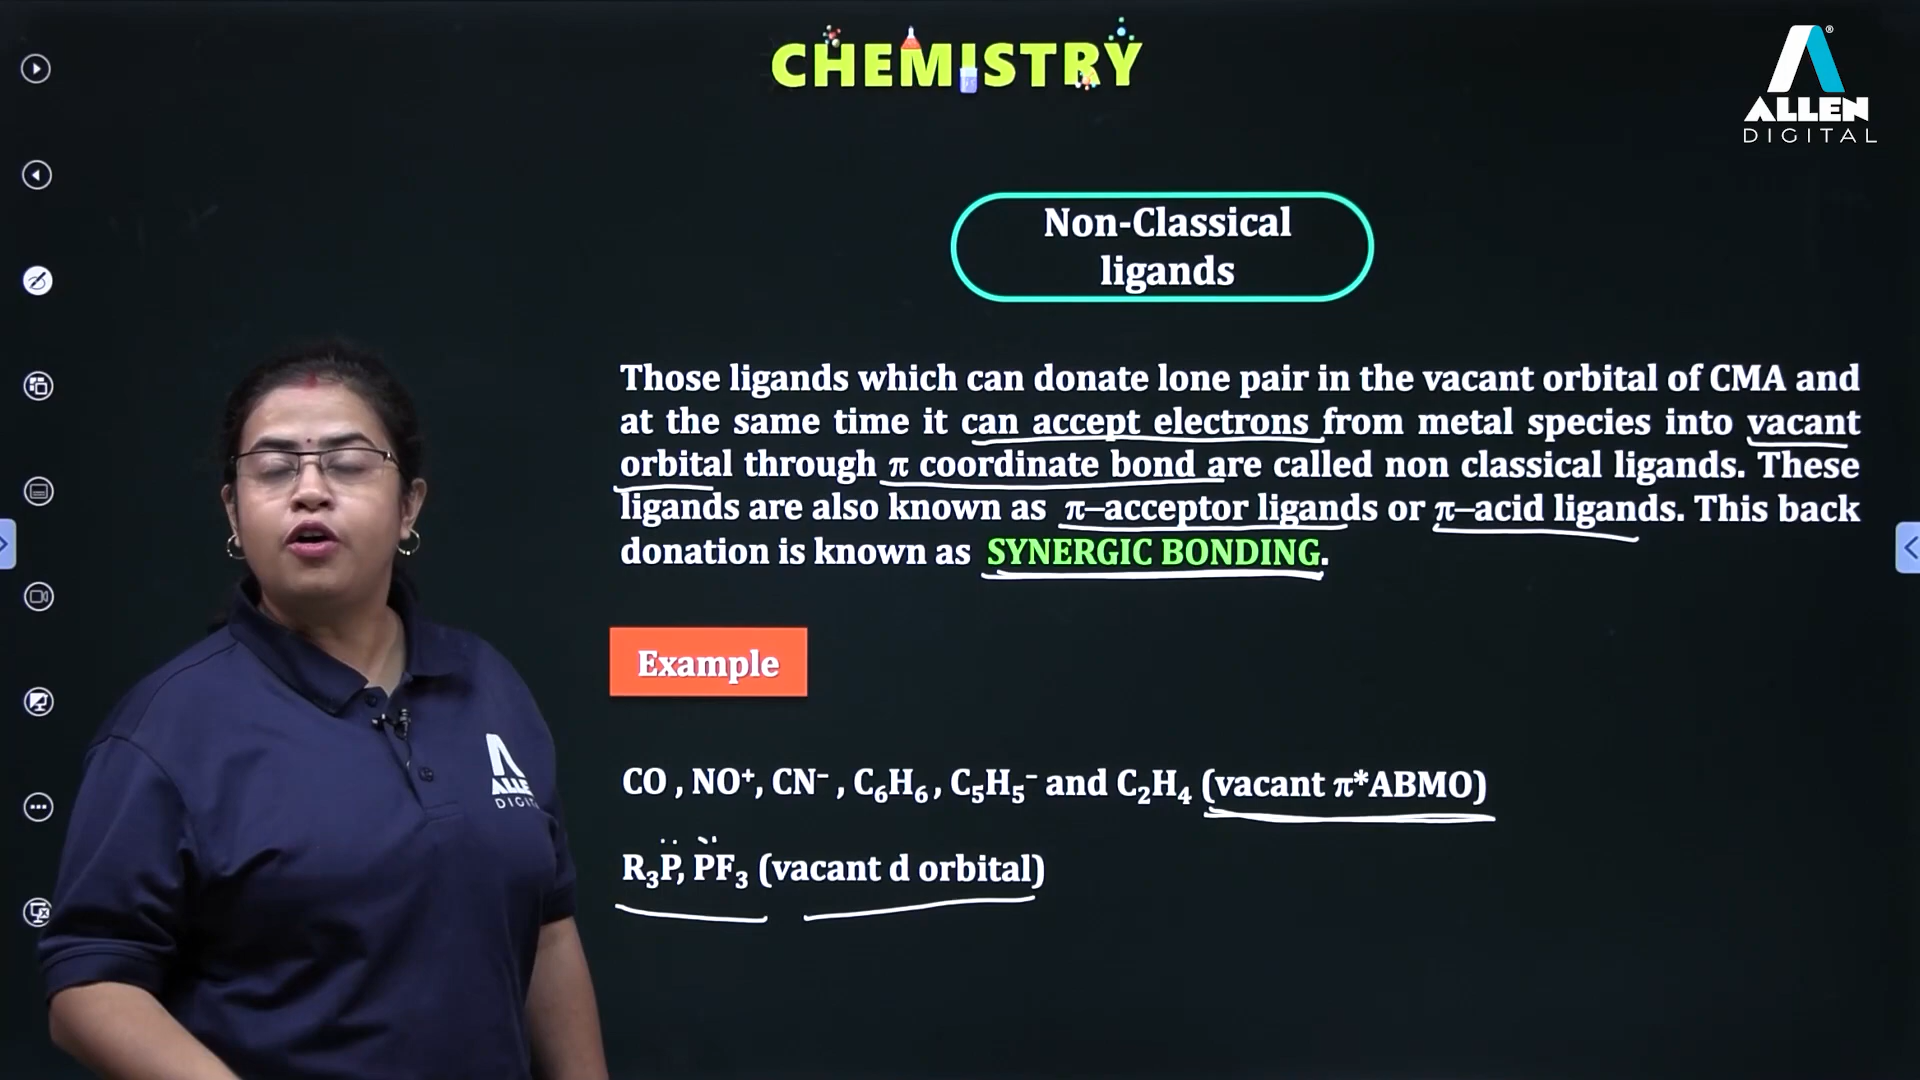 CHEMISTRY
ALLEN
DIGITAL
Non-Classical
ligands
Those ligands which can donate lone pair in the vacant orbital of CMA and
at the same time it can accept electrons from metal species into vacant
orbital through π coordinate bond are called non classical ligands. These
ligands are also known as π–acceptor ligands or π–acid ligands. This back
donation is known as SYNERGIC BONDING.
Example
CO , NO⁺, CN⁻ , C₆H₆ , C₅H₅⁻ and C₂H₄ (vacant π*ABMO)
R₃P, PF₃ (vacant d orbital)
ALLEN
DIGI